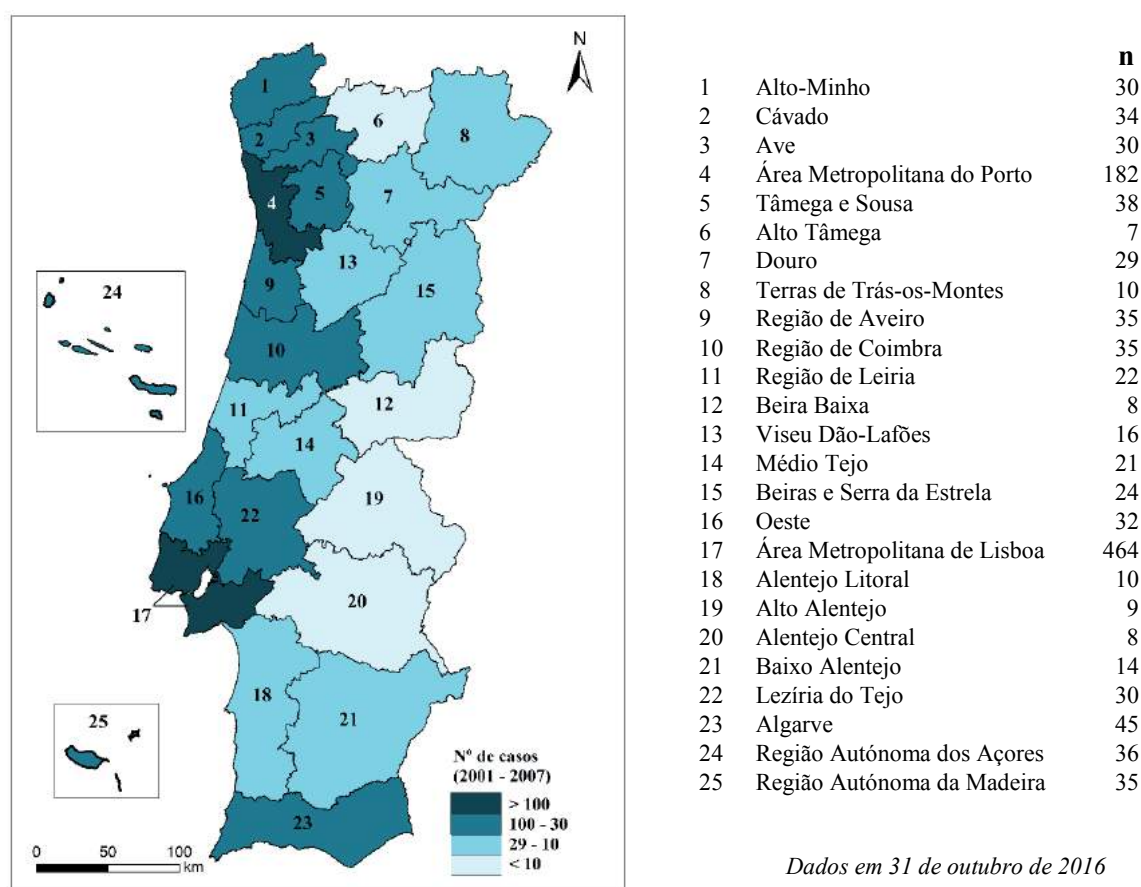 N
1
2
3
6
8
4
5
7
9
13
15
24
10
11
12
14
16
22
19
17
20
18
21
25
23
Nº de casos
(2001 - 2007)
> 100
100 - 30
29 - 10
< 10
0 50 100
km
n
1 Alto-Minho 30
2 Cávado 34
3 Ave 30
4 Área Metropolitana do Porto 182
5 Tâmega e Sousa 38
6 Alto Tâmega 7
7 Douro 29
8 Terras de Trás-os-Montes 10
9 Região de Aveiro 35
10 Região de Coimbra 35
11 Região de Leiria 22
12 Beira Baixa 8
13 Viseu Dão-Lafões 16
14 Médio Tejo 21
15 Beiras e Serra da Estrela 24
16 Oeste 32
17 Área Metropolitana de Lisboa 464
18 Alentejo Litoral 10
19 Alto Alentejo 9
20 Alentejo Central 8
21 Baixo Alentejo 14
22 Lezíria do Tejo 30
23 Algarve 45
24 Região Autónoma dos Açores 36
25 Região Autónoma da Madeira 35
Dados em 31 de outubro de 2016